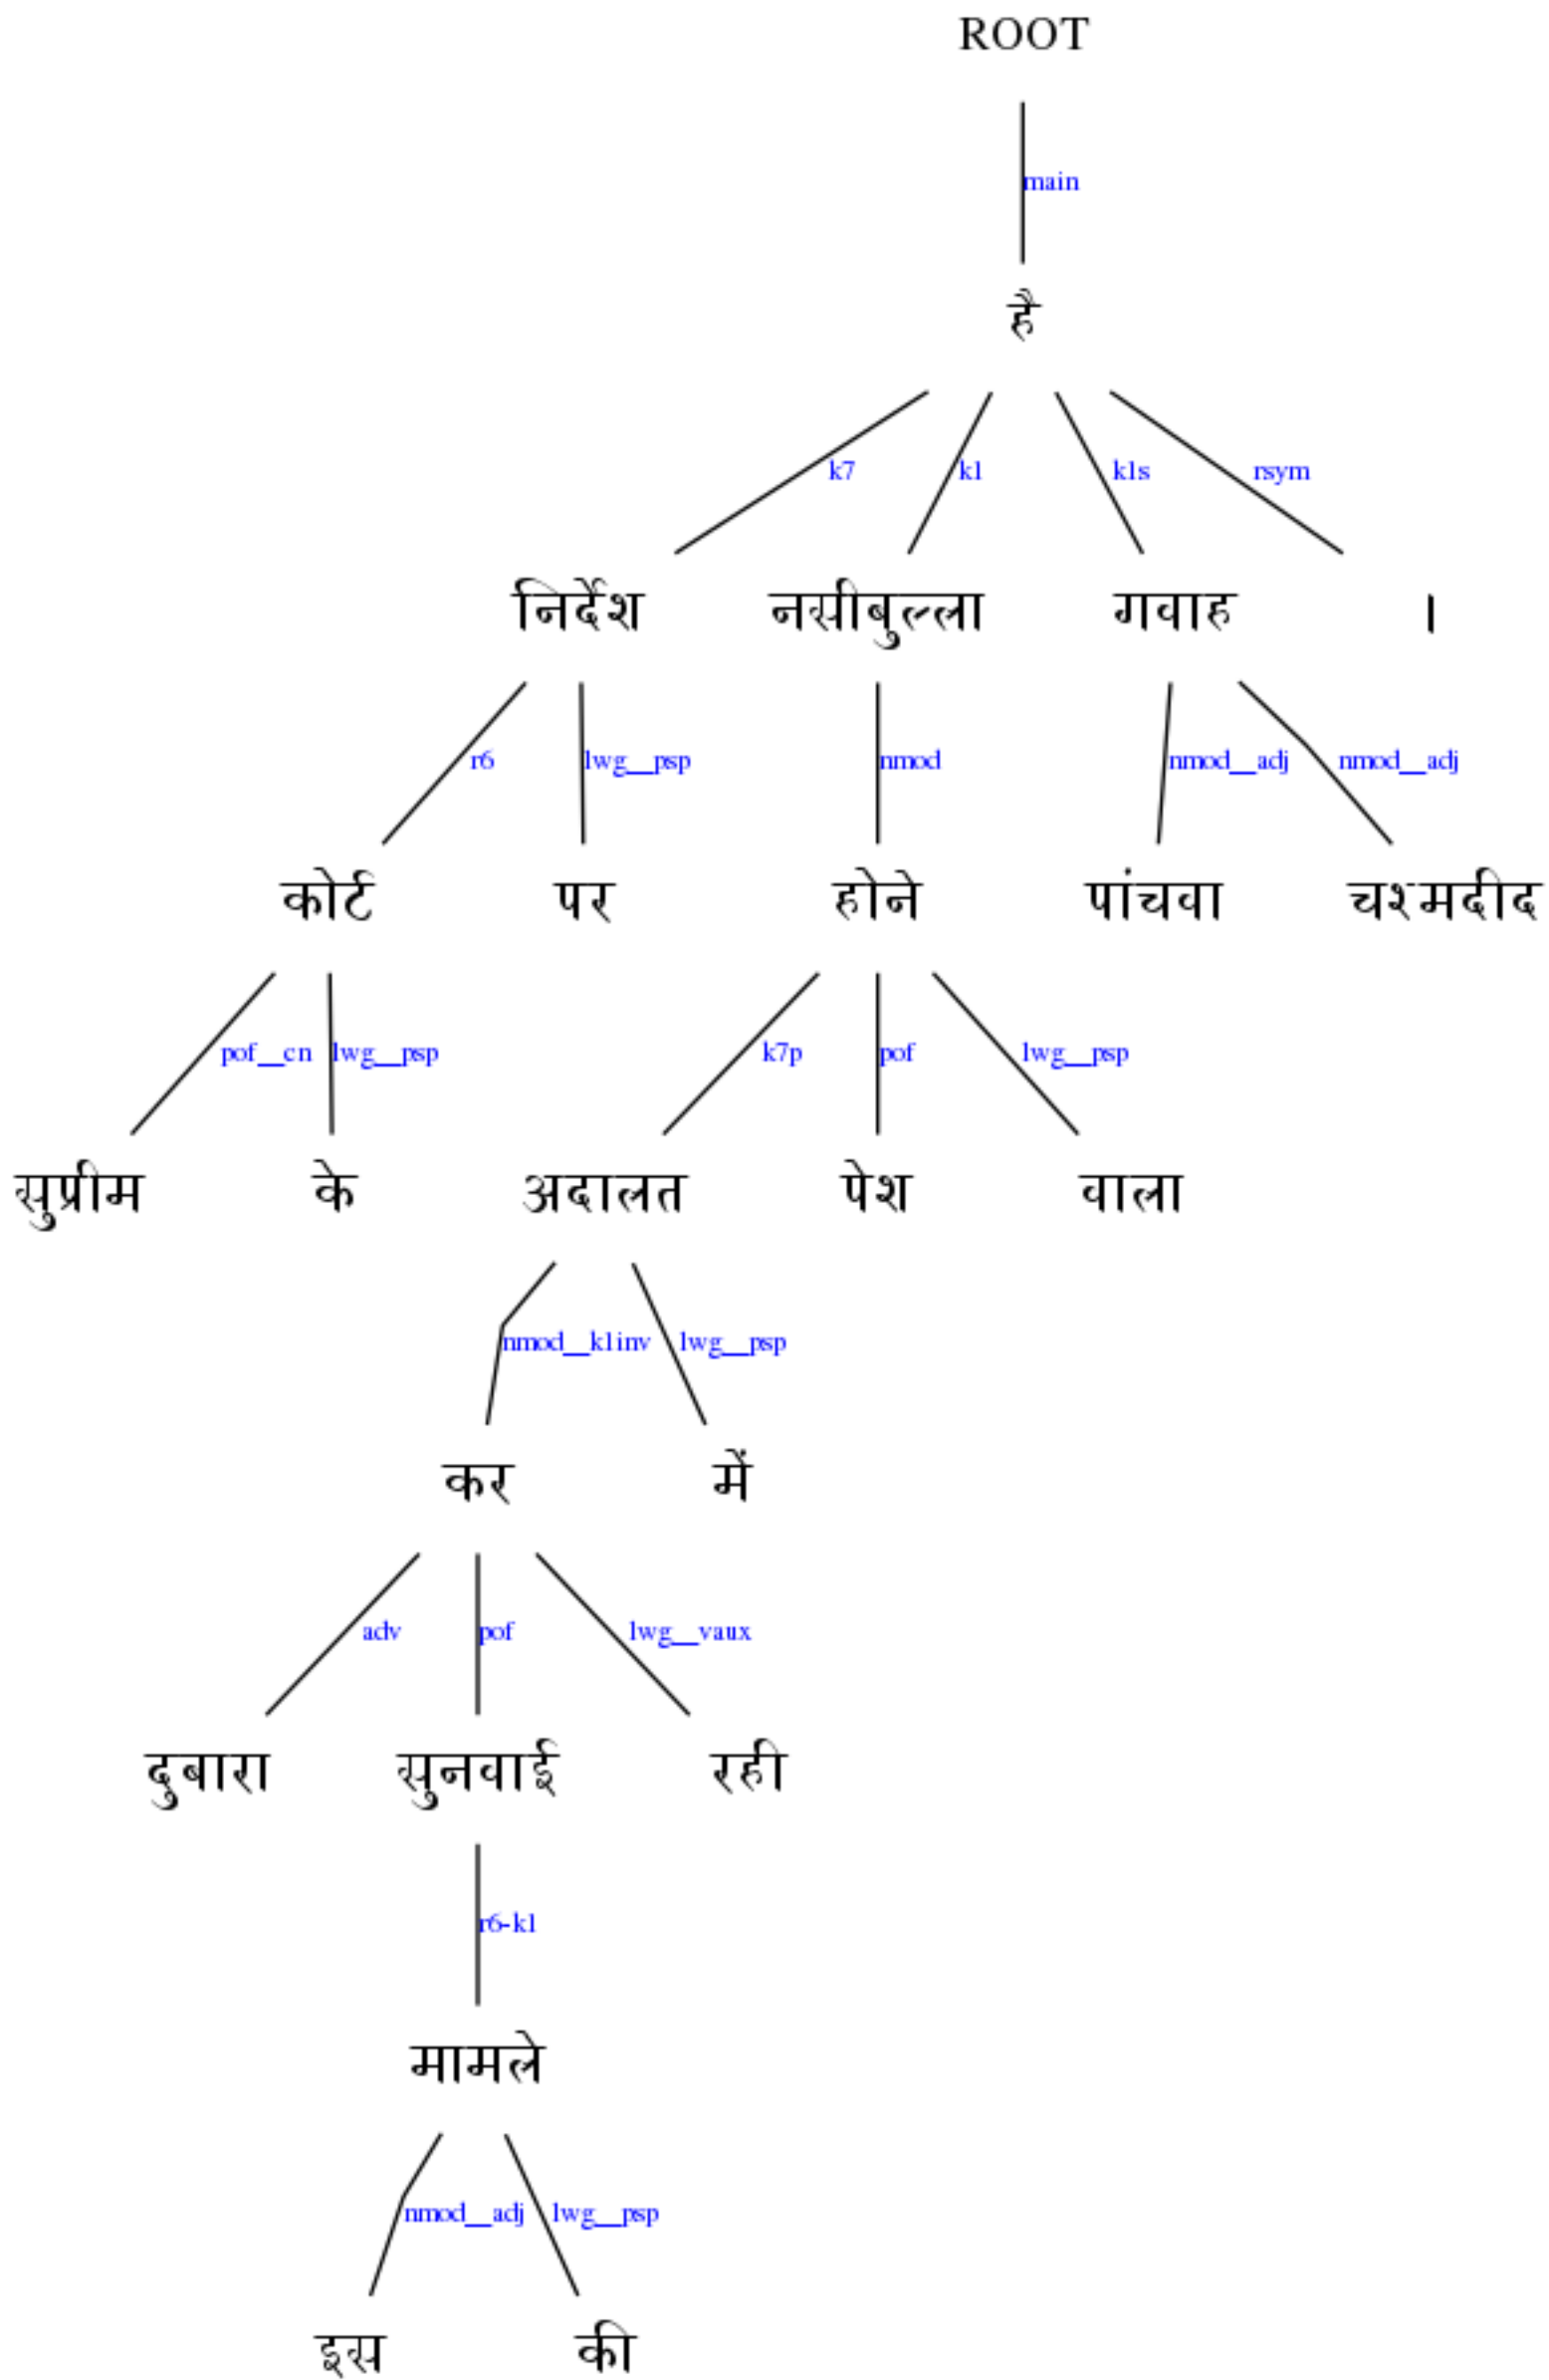 ROOT
main
है
k7 k1 k1s rsym
निर्देश नसीबुल्ला गवाह ।
r6 lwg__psp nmod nmod__adj nmod__adj
कोर्ट पर होने पांचवा चश्मदीद
pof__cn lwg__psp k7p pof lwg__psp
सुप्रीम के अदालत पेश वाला
nmod__k1inv lwg__psp
कर में
adv pof lwg__vaux
दुबारा सुनवाई रही
r6-k1
मामले
nmod__adj lwg__psp
इस की